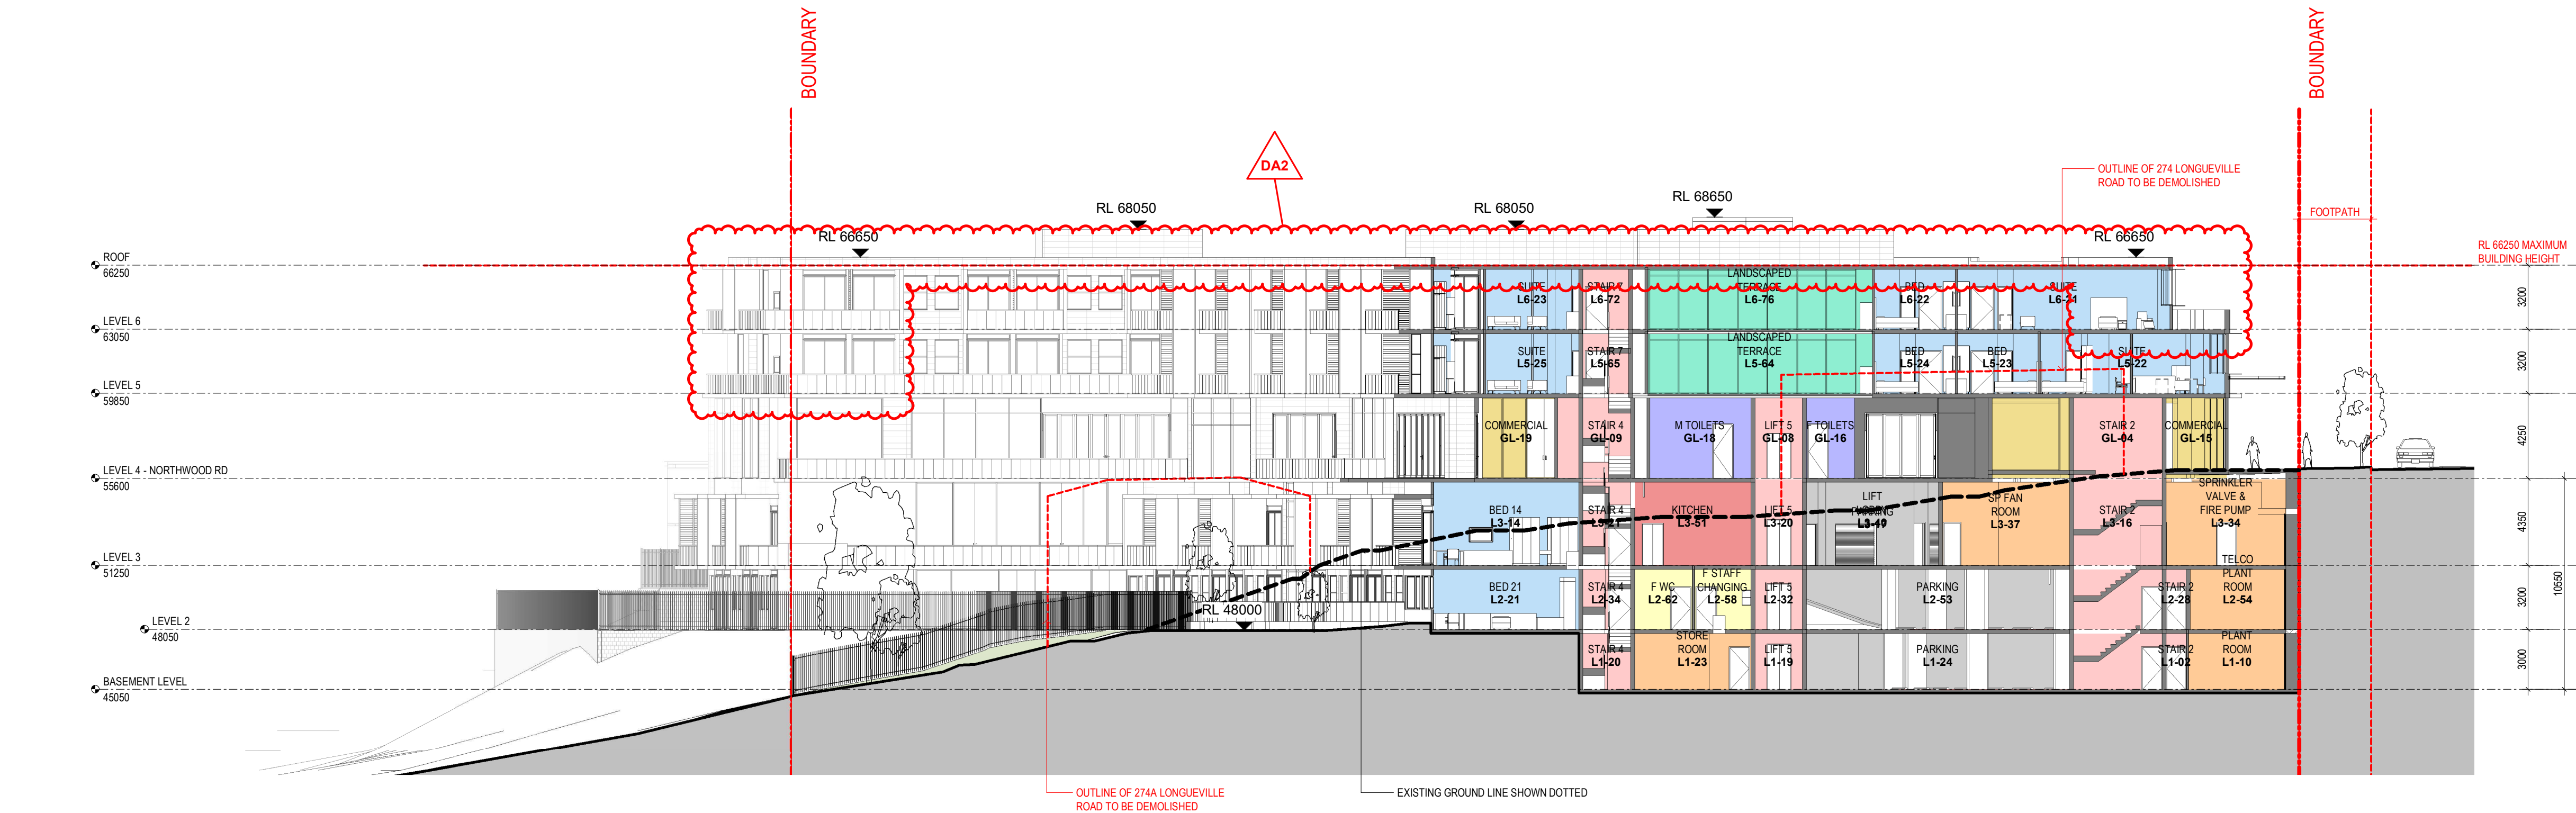 BOUNDARY
BOUNDARY
DA2
OUTLINE OF 274 LONGUEVILLE
ROAD TO BE DEMOLISHED
RL 68050
RL 68050
RL 68650
FOOTPATH
RL 66650
RL 66650
RL 66250 MAXIMUM
BUILDING HEIGHT
ROOF
66250
LANDSCAPED
TERRACE
L6-76
SUITE
L6-23
STAIR 7
L6-72
BED
L6-22
SUITE
L6-21
3200
LEVEL 6
63050
LANDSCAPED
TERRACE
L5-64
SUITE
L5-25
STAIR 7
L5-65
BED
L5-24
BED
L5-23
SUITE
L5-22
3200
LEVEL 5
59850
COMMERCIAL
GL-19
STAIR 4
GL-09
M TOILETS
GL-18
LIFT 5
GL-08
F TOILETS
GL-16
STAIR 2
GL-04
COMMERCIAL
GL-15
4250
LEVEL 4 - NORTHWOOD RD
55600
BED 14
L3-14
STAIR 4
L3-21
KITCHEN
L3-51
LIFT 5
L3-20
LIFT
PARKING
SP FAN
ROOM
L3-37
STAIR 2
L3-16
SPRINKLER
VALVE &
FIRE PUMP
L3-34
4350
LEVEL 3
51250
BED 21
L2-21
STAIR 4
L2-34
F WC
L2-62
F STAFF
CHANGING
L2-58
LIFT 5
L2-32
PARKING
L2-53
STAIR 2
L2-28
TELCO
PLANT
ROOM
L2-54
3200
10550
RL 48000
LEVEL 2
48050
STAIR 4
L1-20
STORE
ROOM
L1-23
LIFT 5
L1-19
PARKING
L1-24
STAIR 2
L1-02
PLANT
ROOM
L1-10
3000
BASEMENT LEVEL
45050
OUTLINE OF 274A LONGUEVILLE
ROAD TO BE DEMOLISHED
EXISTING GROUND LINE SHOWN DOTTED